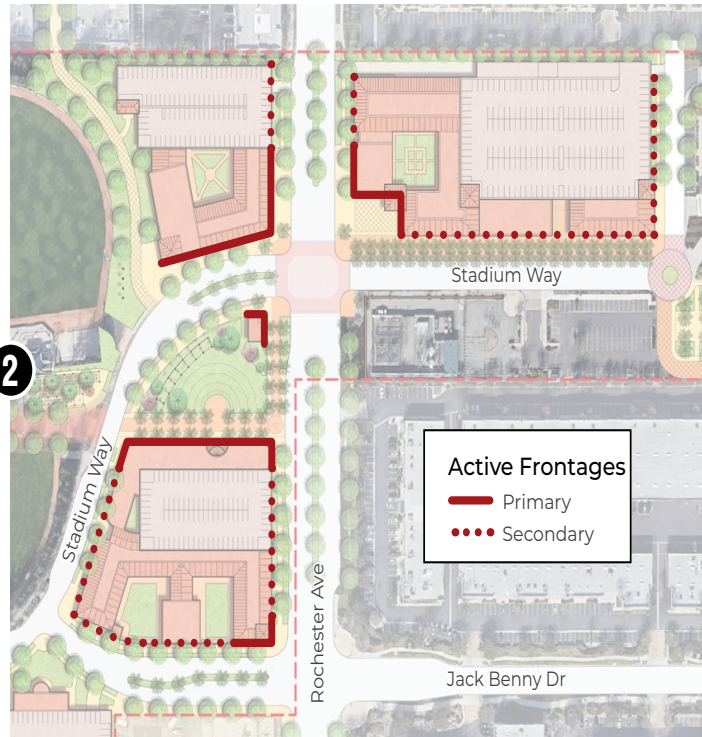 Stadium Way
2
Stadium Way
Active Frontages
Primary
Secondary
Rochester Ave
Jack Benny Dr